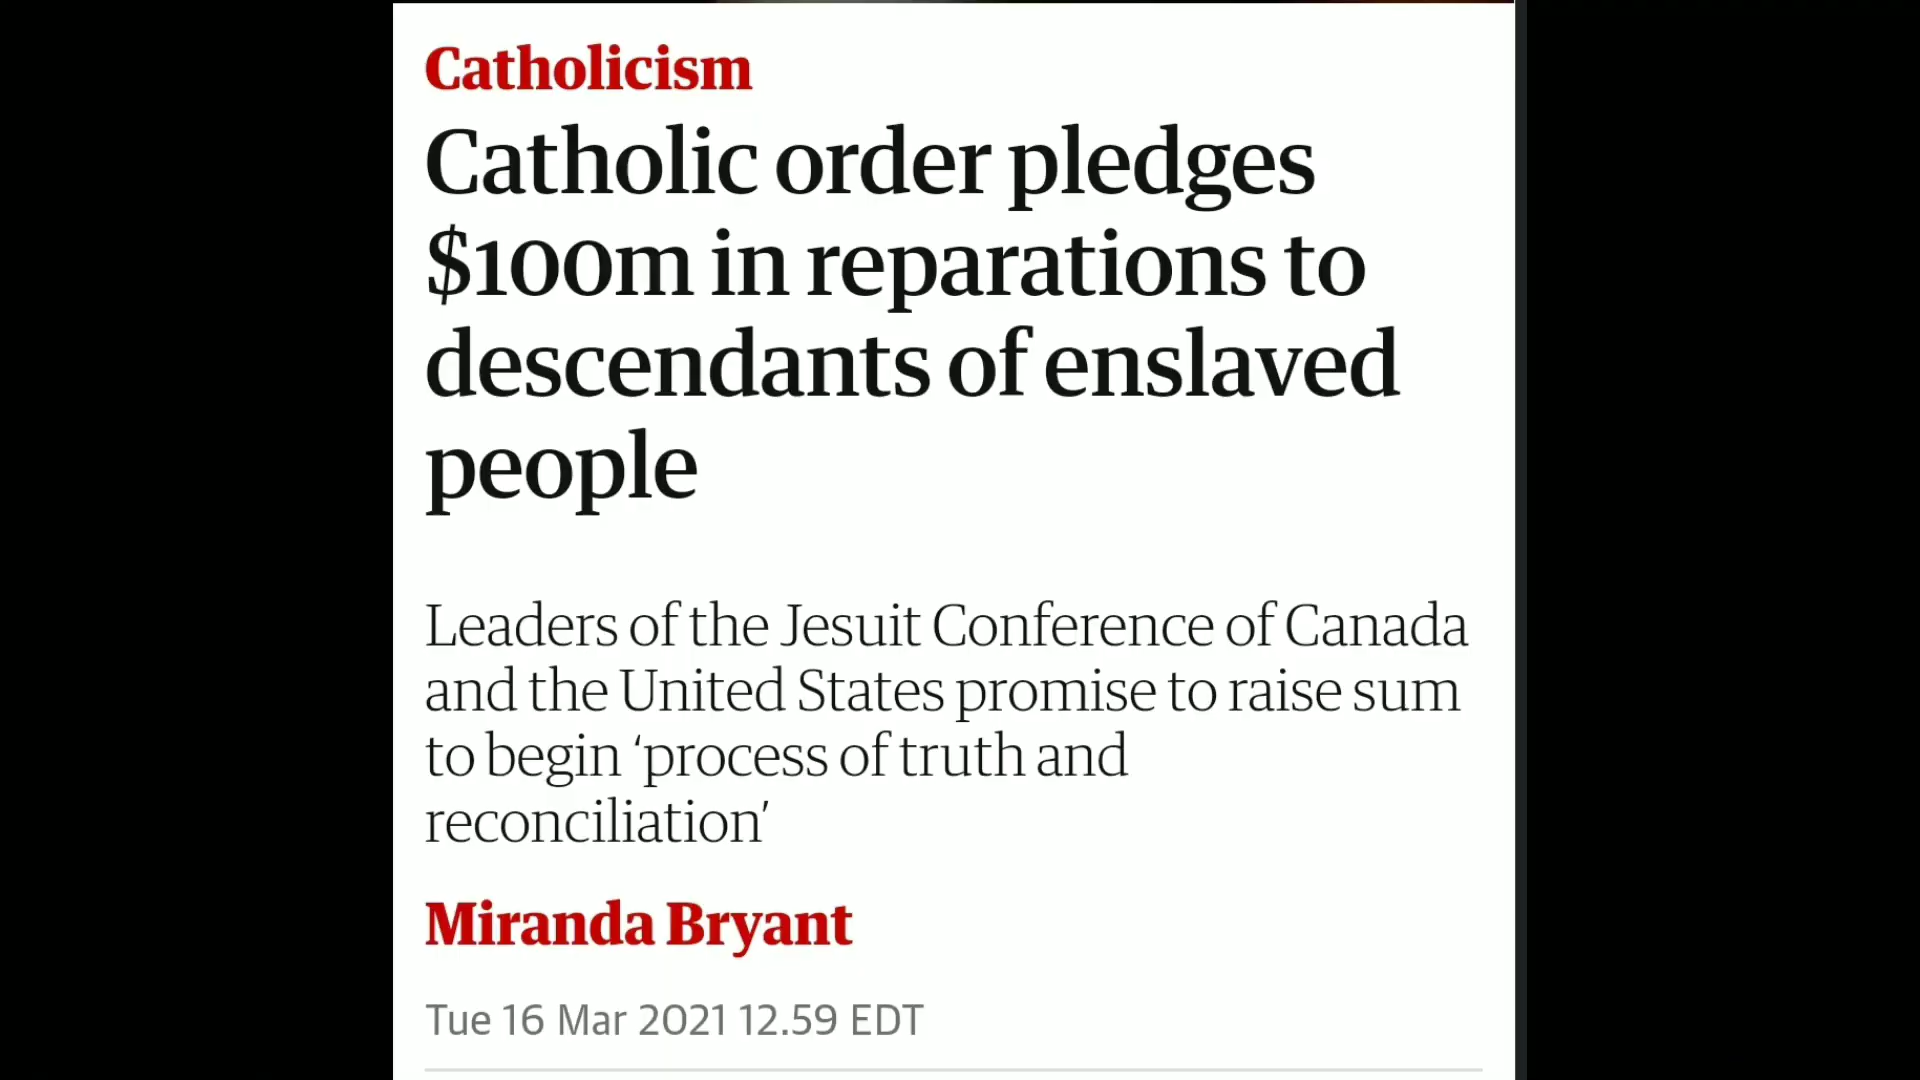 Catholicism
Catholic order pledges
$100m in reparations to
descendants of enslaved
people
Leaders of the Jesuit Conference of Canada
and the United States promise to raise sum
to begin ‘process of truth and
reconciliation’
Miranda Bryant
Tue 16 Mar 2021 12.59 EDT